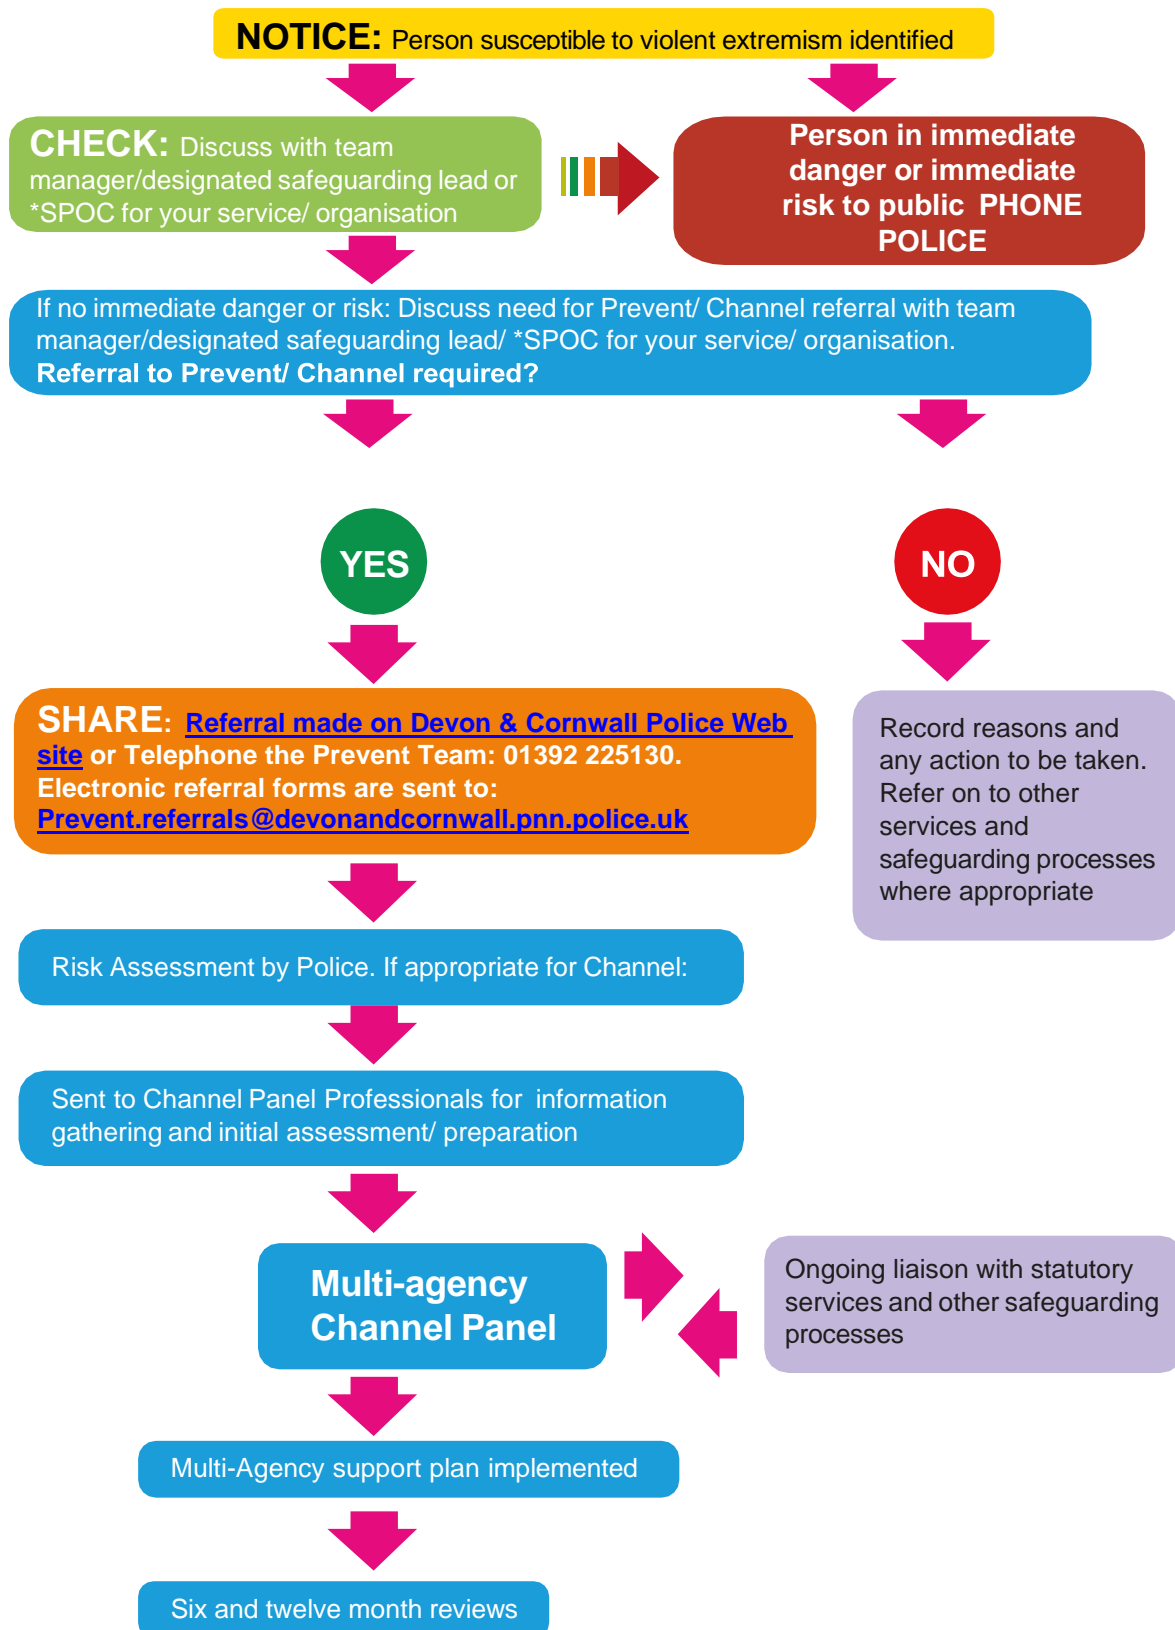 NOTICE: Person susceptible to violent extremism identified
CHECK: Discuss with team
manager/designated safeguarding lead or
*SPOC for your service/ organisation
Person in immediate
danger or immediate
risk to public PHONE
POLICE
If no immediate danger or risk: Discuss need for Prevent/ Channel referral with team
manager/designated safeguarding lead/ *SPOC for your service/ organisation.
Referral to Prevent/ Channel required?
YES
NO
SHARE: Referral made on Devon & Cornwall Police Web
site or Telephone the Prevent Team: 01392 225130.
Electronic referral forms are sent to:
Prevent.referrals@devonandcornwall.pnn.police.uk
Record reasons and
any action to be taken.
Refer on to other
services and
safeguarding processes
where appropriate
Risk Assessment by Police. If appropriate for Channel:
Sent to Channel Panel Professionals for information
gathering and initial assessment/ preparation
Multi-agency
Channel Panel
Ongoing liaison with statutory
services and other safeguarding
processes
Multi-Agency support plan implemented
Six and twelve month reviews